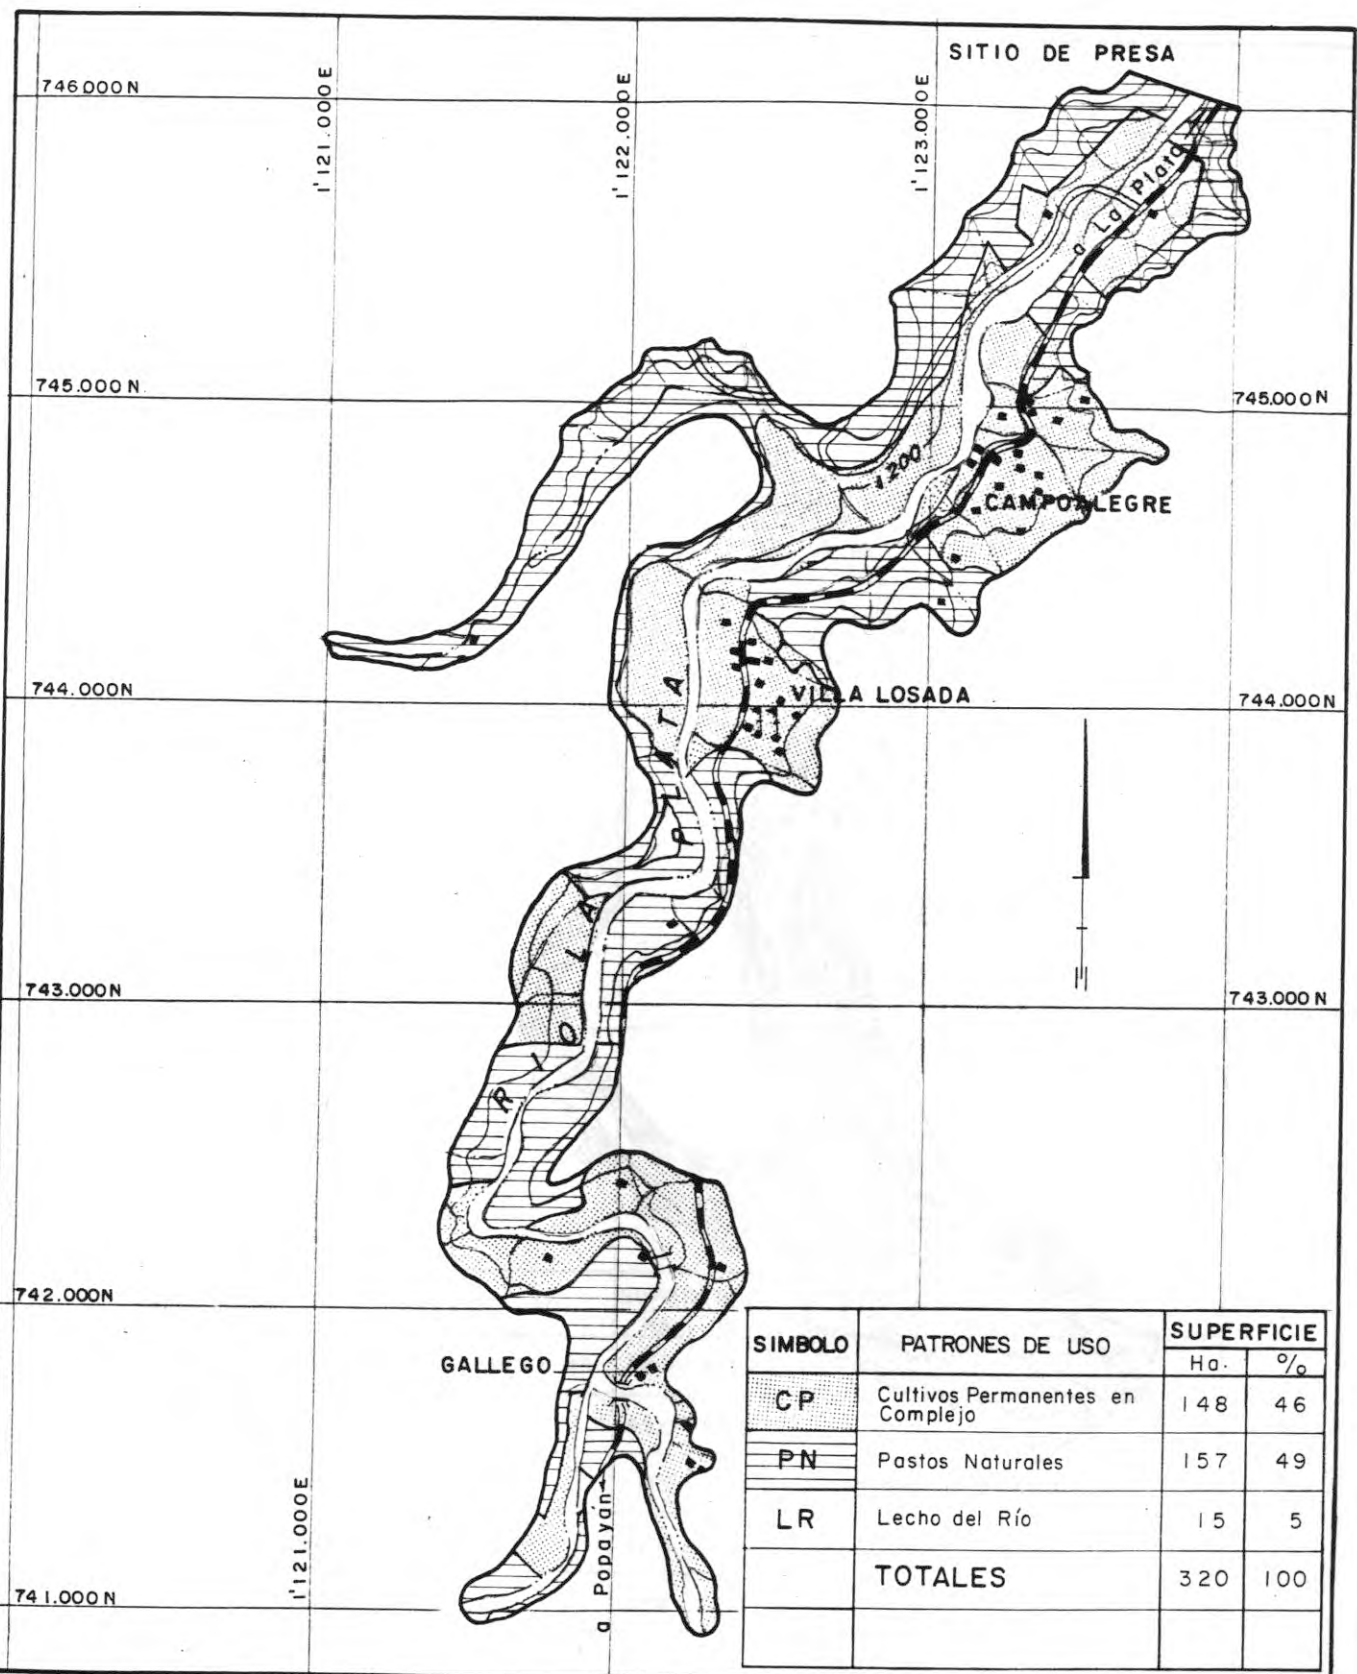 SITIO DE PRESA
746.000 N
1'121.000 E
1'122.000 E
1'123.000 E
a La Plata
745.000 N
745.000 N
1200
CAMPOALEGRE
744.000 N
VILLA LOSADA
744.000 N
RIO LA PLATA
743.000 N
743.000 N
742.000 N
GALLEGO
1'121.000 E
a Popayán
741.000 N
SIMBOLO PATRONES DE USO SUPERFICIE
Ha. %
CP Cultivos Permanentes en Complejo 148 46
PN Pastos Naturales 157 49
LR Lecho del Río 15 5
TOTALES 320 100